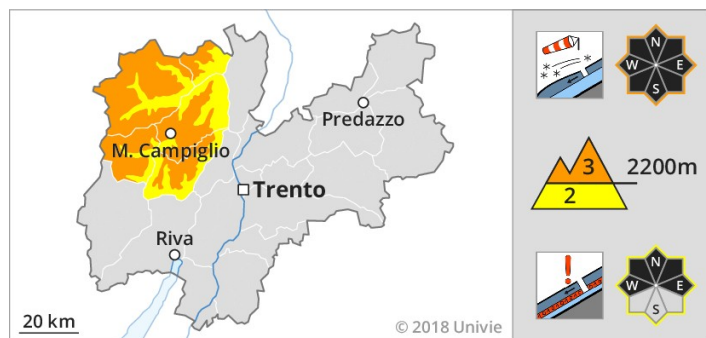 M. Campiglio
Predazzo
Trento
Riva
20 km
© 2018 Univie
N
W E
S
3 2200m
2
N
W E
S